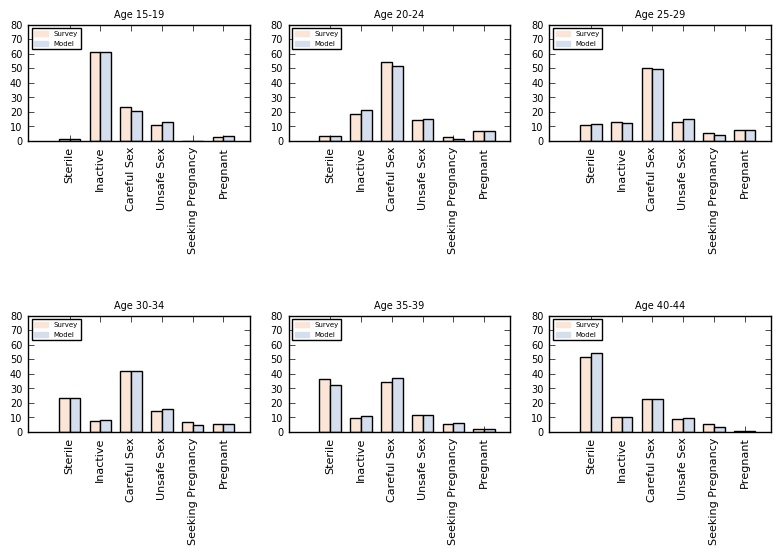 Age 15-19
80
70
60
50
40
30
20
10
0
Survey
Model
Sterile
Inactive
Careful Sex
Unsafe Sex
Seeking Pregnancy
Pregnant
Age 20-24
80
70
60
50
40
30
20
10
0
Survey
Model
Sterile
Inactive
Careful Sex
Unsafe Sex
Seeking Pregnancy
Pregnant
Age 25-29
80
70
60
50
40
30
20
10
0
Survey
Model
Sterile
Inactive
Careful Sex
Unsafe Sex
Seeking Pregnancy
Pregnant
Age 30-34
80
70
60
50
40
30
20
10
0
Survey
Model
Sterile
Inactive
Careful Sex
Unsafe Sex
Seeking Pregnancy
Pregnant
Age 35-39
80
70
60
50
40
30
20
10
0
Survey
Model
Sterile
Inactive
Careful Sex
Unsafe Sex
Seeking Pregnancy
Pregnant
Age 40-44
80
70
60
50
40
30
20
10
0
Survey
Model
Sterile
Inactive
Careful Sex
Unsafe Sex
Seeking Pregnancy
Pregnant